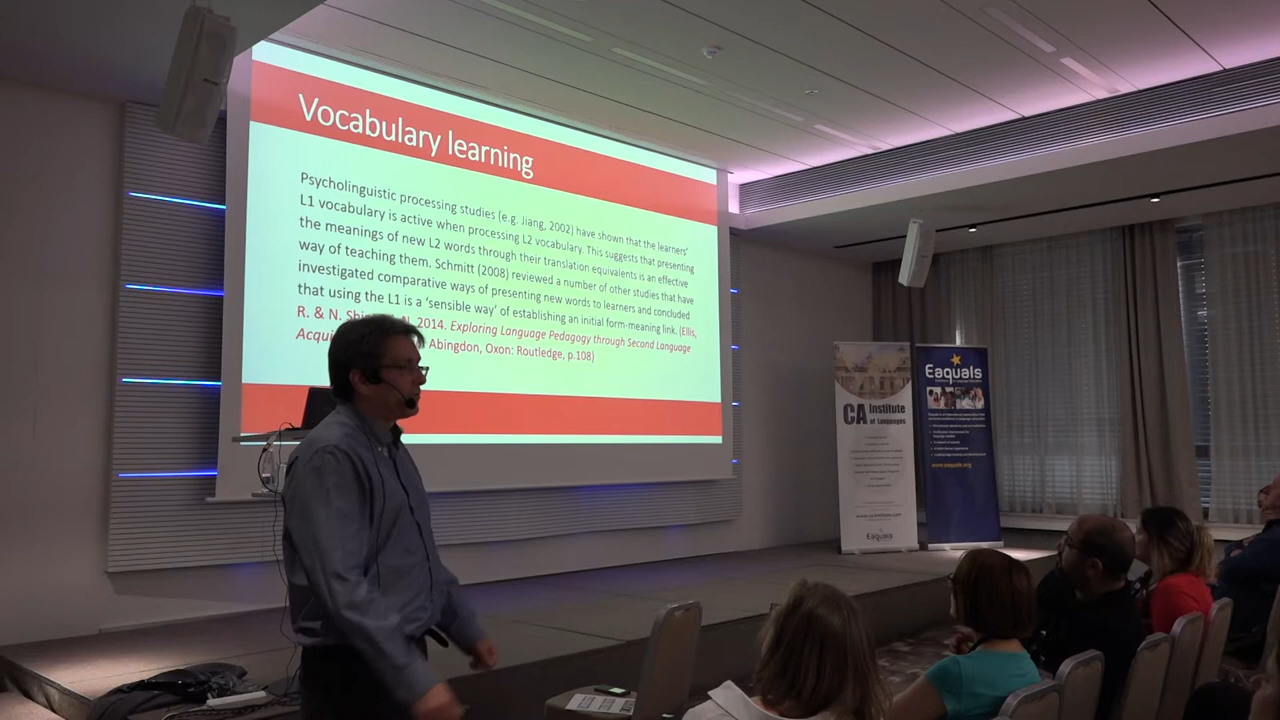 Vocabulary learning
Psycholinguistic processing studies (e.g. Jiang, 2002) have shown that the learners'
L1 vocabulary is active when processing L2 vocabulary. This suggests that presenting
the meanings of new L2 words through their translation equivalents is an effective
way of teaching them. Schmitt (2008) reviewed a number of other studies that have
investigated comparative ways of presenting new words to learners and concluded
that using the L1 is a 'sensible way' of establishing an initial form-meaning link. (Ellis,
R. & N. 2014. Exploring Language Pedagogy through Second Language
Abingdon, Oxon: Routledge, p.108)
CA institute
of Languages
Eaquals
Eaquals
www.eaquals.org